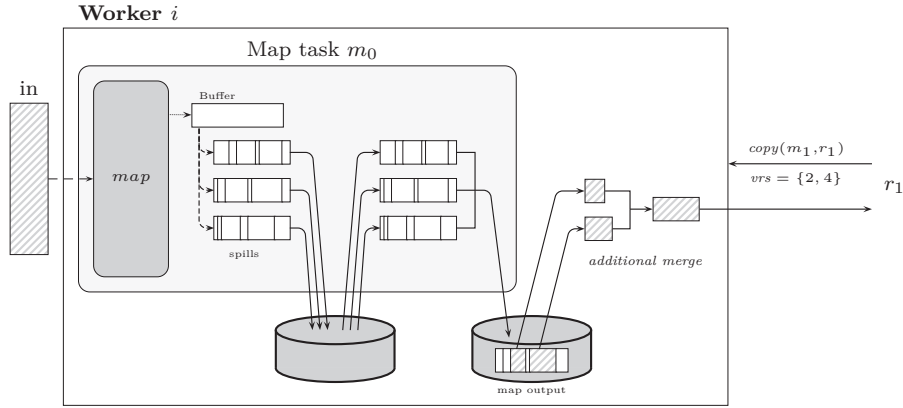 Worker i
Map task m₀
in
Buffer
map
copy(m₁,r₁)
vrs = {2, 4}
r₁
spills
additional merge
map output